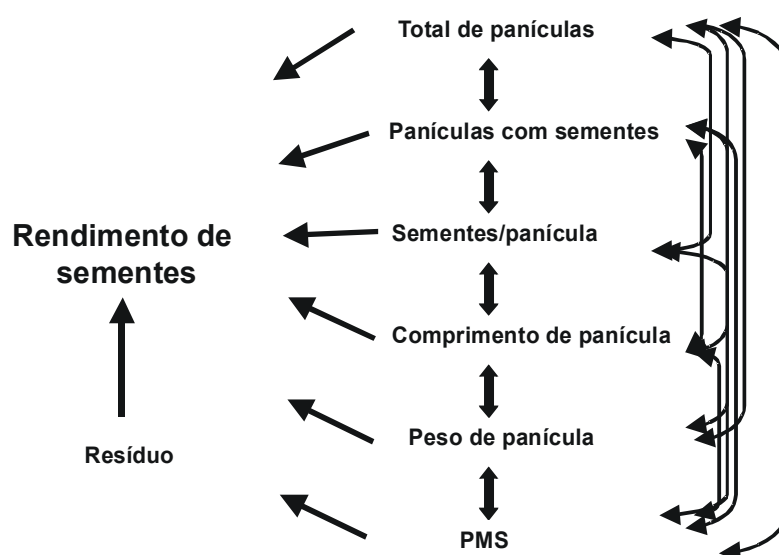 Total de panículas
Panículas com sementes
Rendimento de
sementes
Sementes/panícula
Comprimento de panícula
Peso de panícula
Resíduo
PMS